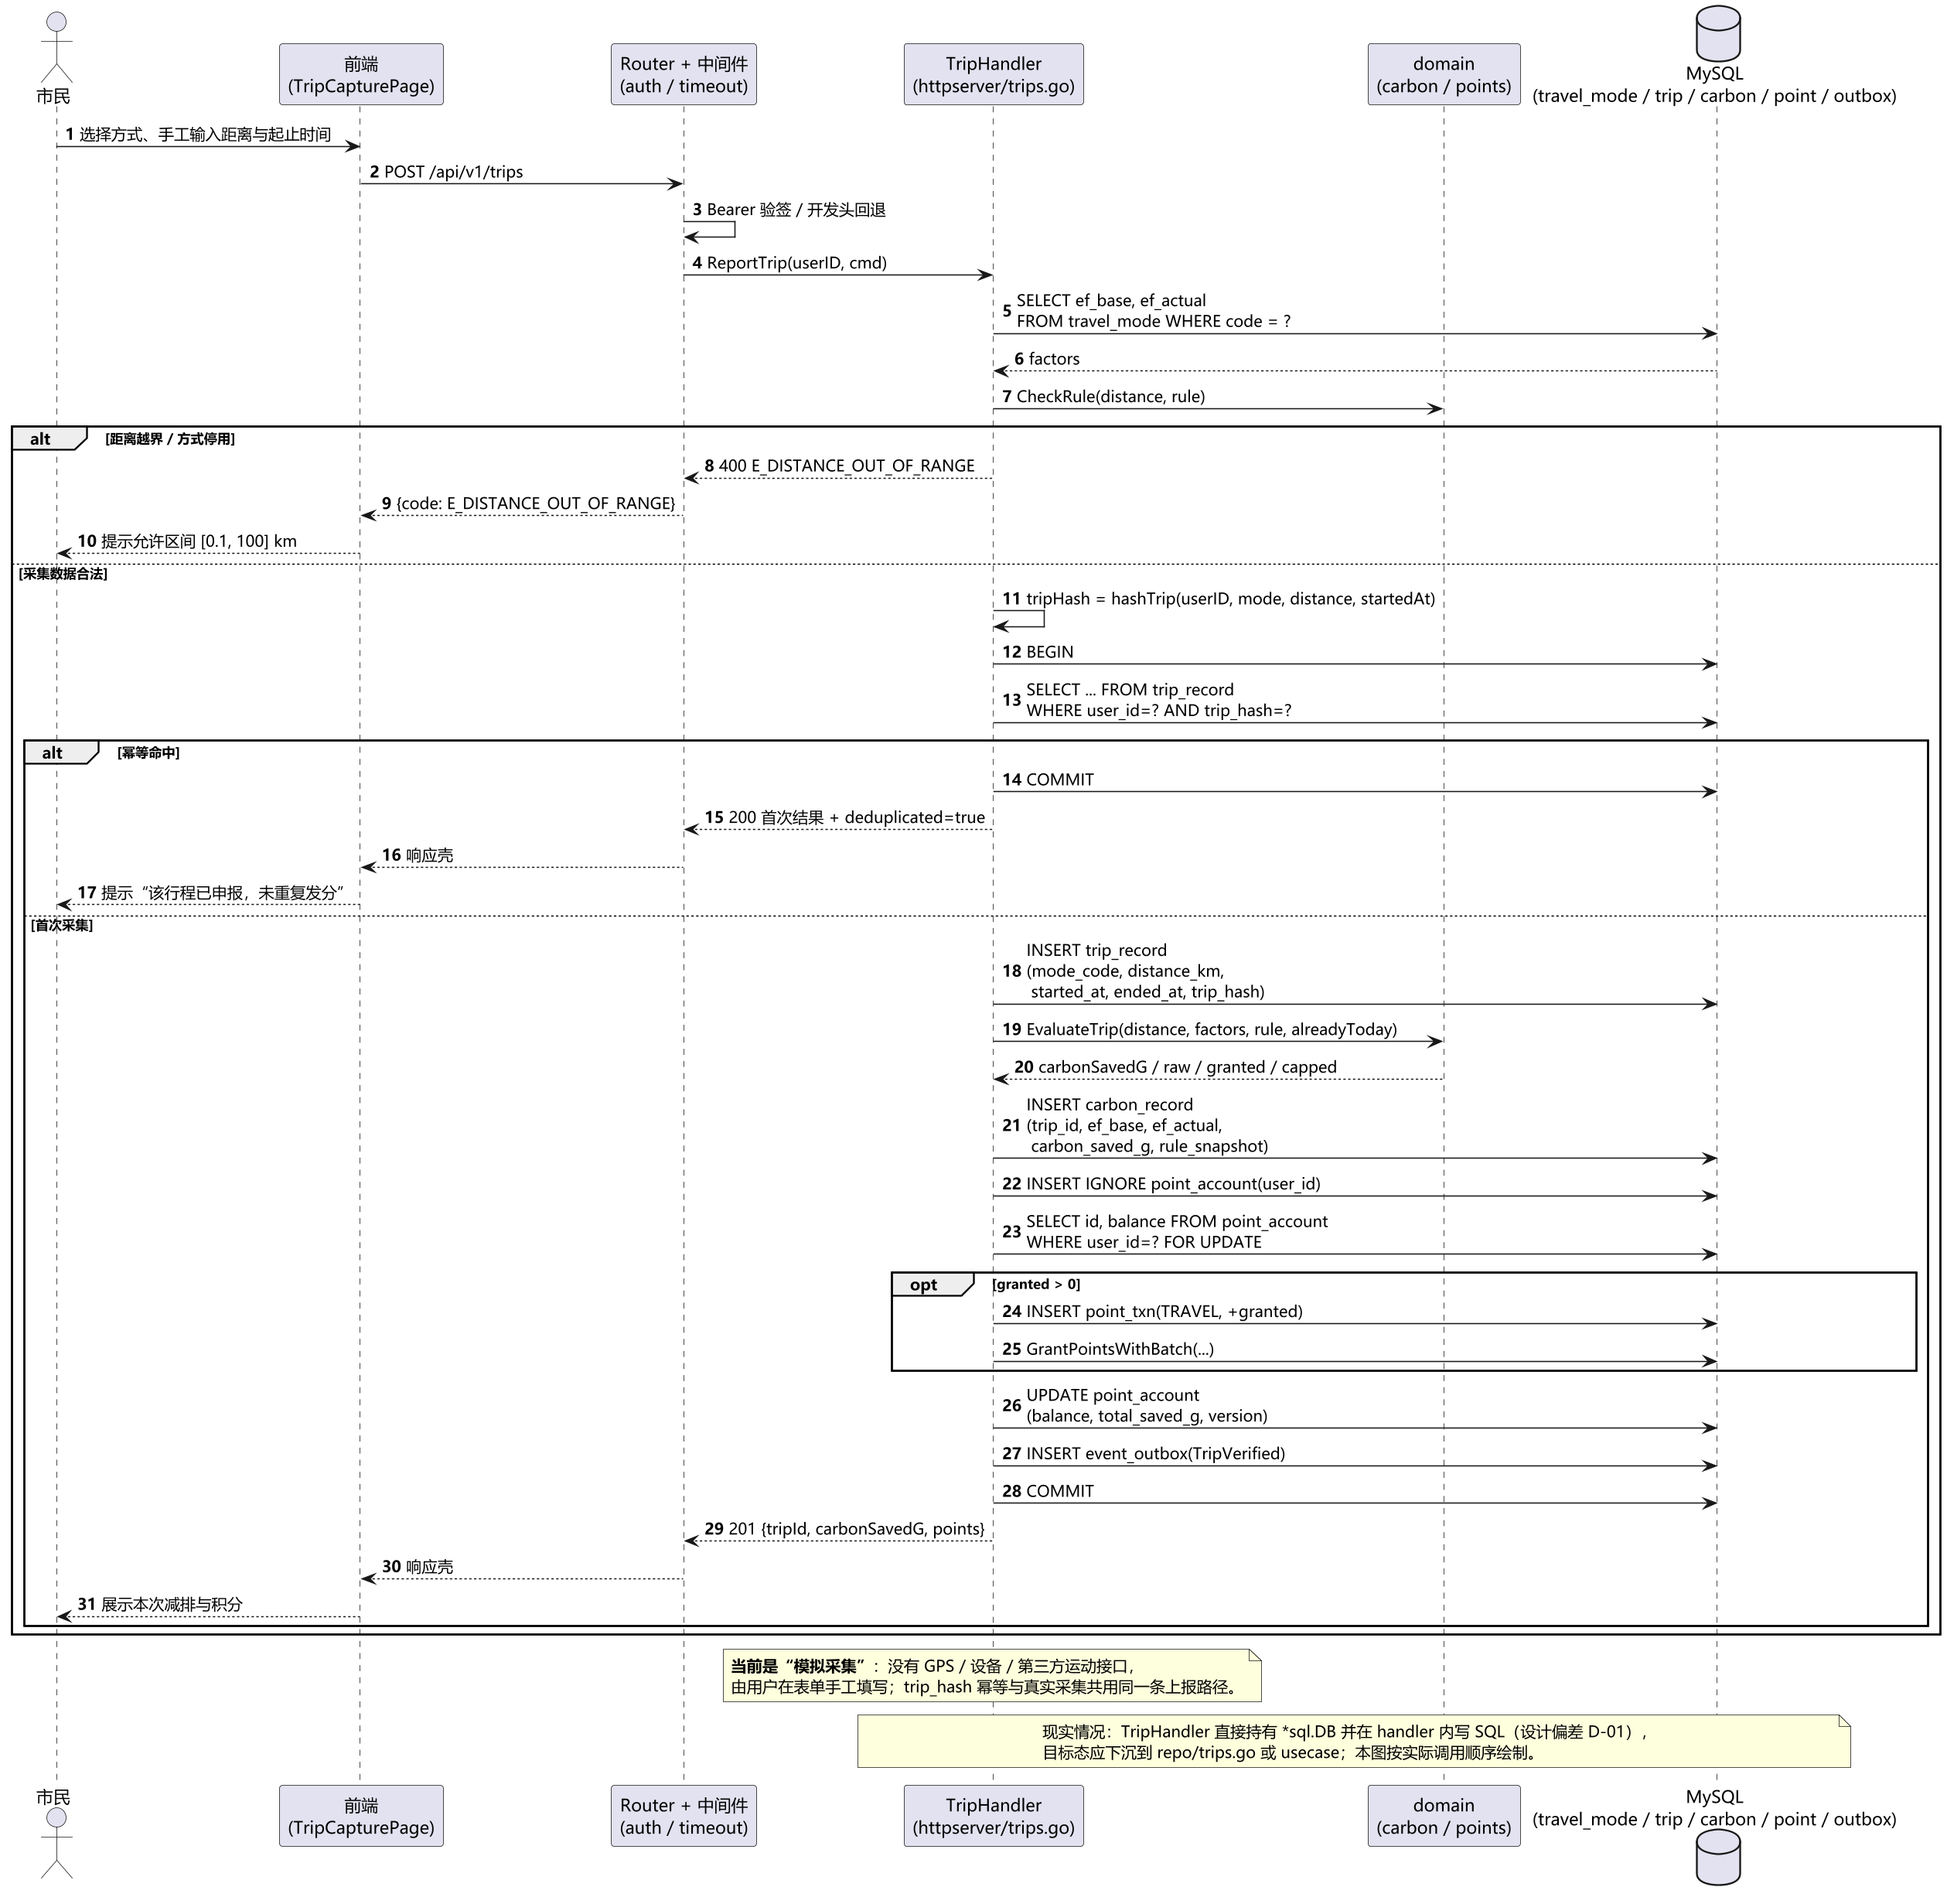 市民
前端
(TripCapturePage)
Router + 中间件
(auth / timeout)
TripHandler
(httpserver/trips.go)
domain
(carbon / points)
MySQL
(travel_mode / trip / carbon / point / outbox)
1 选择方式、手工输入距离与起止时间
2 POST /api/v1/trips
3 Bearer 验签 / 开发头回退
4 ReportTrip(userID, cmd)
5 SELECT ef_base, ef_actual
FROM travel_mode WHERE code = ?
6 factors
7 CheckRule(distance, rule)
alt [距离越界 / 方式停用]
8 400 E_DISTANCE_OUT_OF_RANGE
9 {code: E_DISTANCE_OUT_OF_RANGE}
10 提示允许区间 [0.1, 100] km
[采集数据合法]
11 tripHash = hashTrip(userID, mode, distance, startedAt)
12 BEGIN
13 SELECT ... FROM trip_record
WHERE user_id=? AND trip_hash=?
alt [幂等命中]
14 COMMIT
15 200 首次结果 + deduplicated=true
16 响应壳
17 提示“该行程已申报，未重复发分”
[首次采集]
18 INSERT trip_record
(mode_code, distance_km,
started_at, ended_at, trip_hash)
19 EvaluateTrip(distance, factors, rule, alreadyToday)
20 carbonSavedG / raw / granted / capped
21 INSERT carbon_record
(trip_id, ef_base, ef_actual,
carbon_saved_g, rule_snapshot)
22 INSERT IGNORE point_account(user_id)
23 SELECT id, balance FROM point_account
WHERE user_id=? FOR UPDATE
opt [granted > 0]
24 INSERT point_txn(TRAVEL, +granted)
25 GrantPointsWithBatch(...)
26 UPDATE point_account
(balance, total_saved_g, version)
27 INSERT event_outbox(TripVerified)
28 COMMIT
29 201 {tripId, carbonSavedG, points}
30 响应壳
31 展示本次减排与积分
当前是“模拟采集”：没有 GPS / 设备 / 第三方运动接口，
由用户在表单手工填写；trip_hash 幂等与真实采集共用同一条上报路径。
现实情况：TripHandler 直接持有 *sql.DB 并在 handler 内写 SQL（设计偏差 D-01），
目标态应下沉到 repo/trips.go 或 usecase；本图按实际调用顺序绘制。
市民
前端
(TripCapturePage)
Router + 中间件
(auth / timeout)
TripHandler
(httpserver/trips.go)
domain
(carbon / points)
MySQL
(travel_mode / trip / carbon / point / outbox)